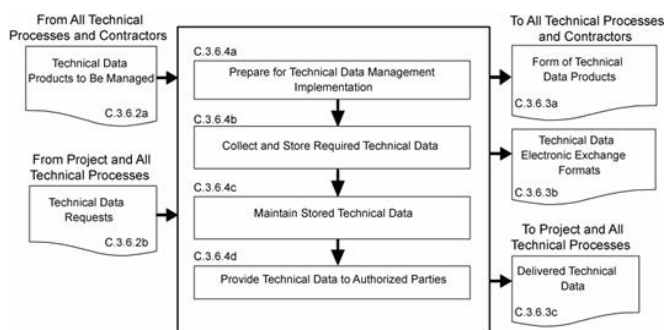 From All Technical
Processes and Contractors
Technical Data
Products to Be Managed
C.3.6.2a
From Project and All
Technical Processes
Technical Data
Requests
C.3.6.2b
C.3.6.4a
Prepare for Technical Data Management
Implementation
C.3.6.4b
Collect and Store Required Technical Data
C.3.6.4c
Maintain Stored Technical Data
C.3.6.4d
Provide Technical Data to Authorized Parties
To All Technical Processes
and Contractors
Form of Technical
Data Products
C.3.6.3a
Technical Data
Electronic Exchange
Formats
C.3.6.3b
To Project and All
Technical Processes
Delivered Technical
Data
C.3.6.3c